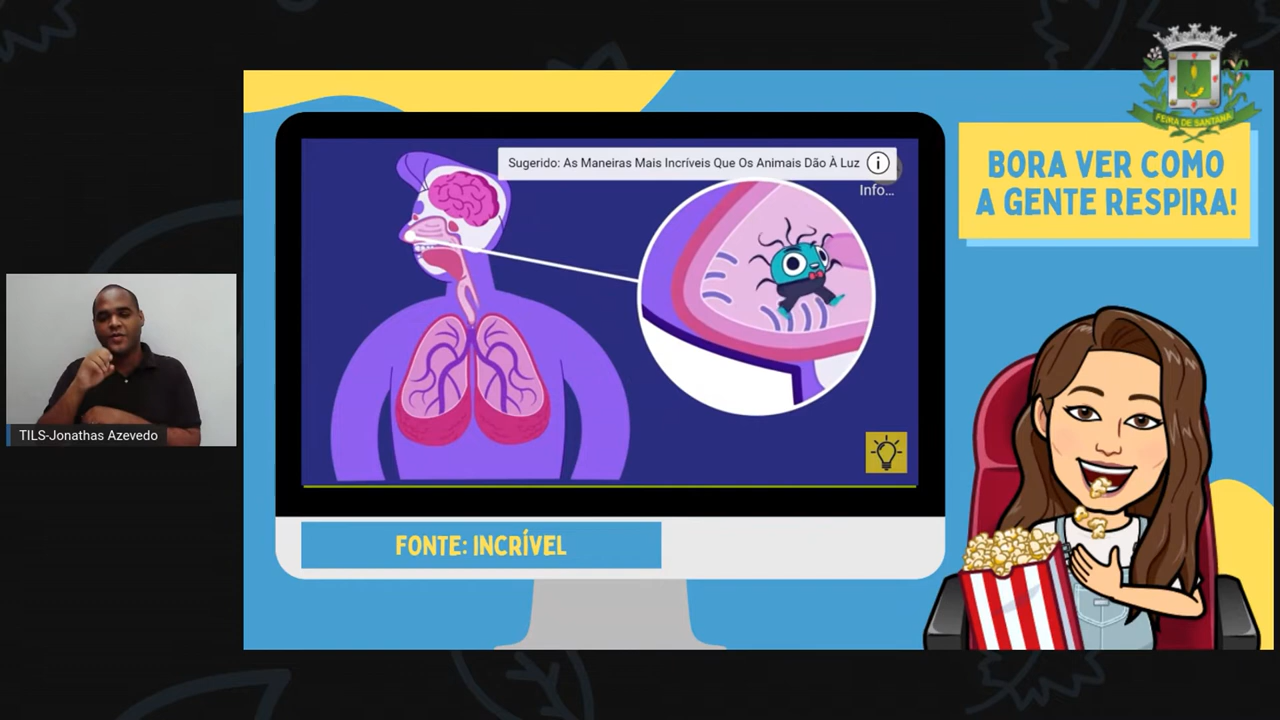 FEIRA DE SANTANA
BORA VER COMO
A GENTE RESPIRA!
Sugerido: As Maneiras Mais Incríveis Que Os Animais Dão À Luz
i
Info...
TILS-Jonathas Azevedo
FONTE: INCRÍVEL